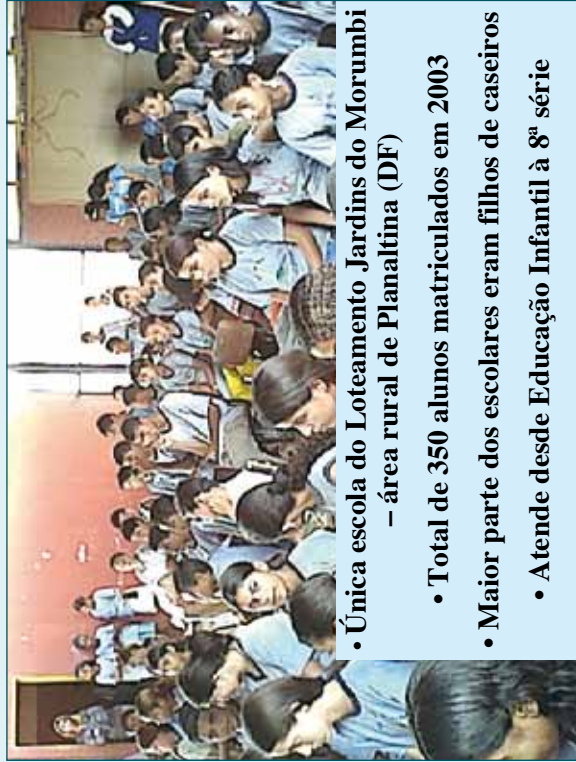 • Única escola do Loteamento Jardins do Morumbi
– área rural de Planaltina (DF)
• Total de 350 alunos matriculados em 2003
• Maior parte dos escolares eram filhos de caseiros
• Atende desde Educação Infantil à 8ª série